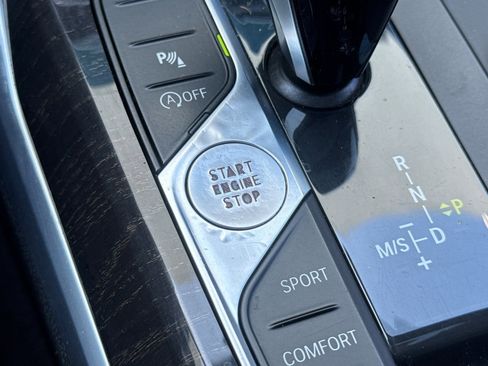 P
A OFF
START
ENGINE
STOP
SPORT
COMFORT
R
N
P
M/S
D
+